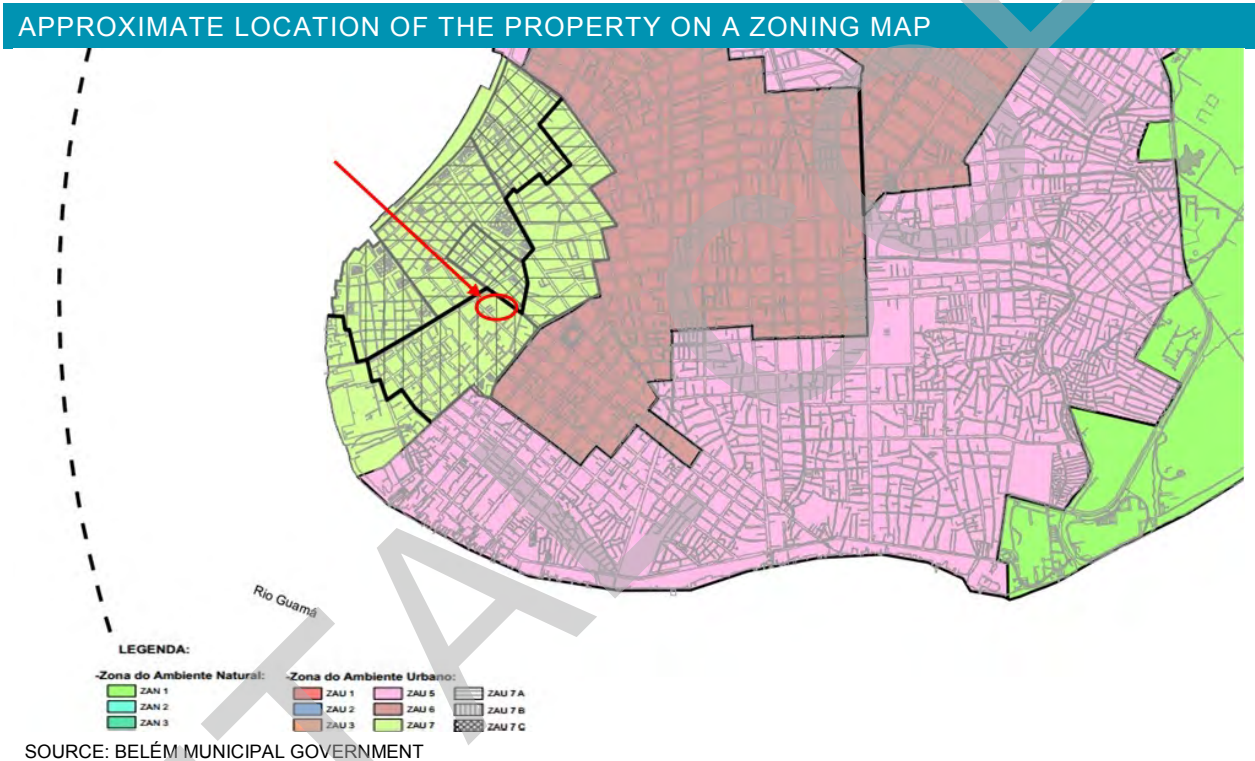 APPROXIMATE LOCATION OF THE PROPERTY ON A ZONING MAP
Rio Guamá
LEGENDA:
-Zona do Ambiente Natural:
ZAN 1
ZAN 2
ZAN 3
-Zona do Ambiente Urbano:
ZAU 1
ZAU 2
ZAU 3
ZAU 5
ZAU 6
ZAU 7
ZAU 7 A
ZAU 7 B
ZAU 7 C
SOURCE: BELÉM MUNICIPAL GOVERNMENT